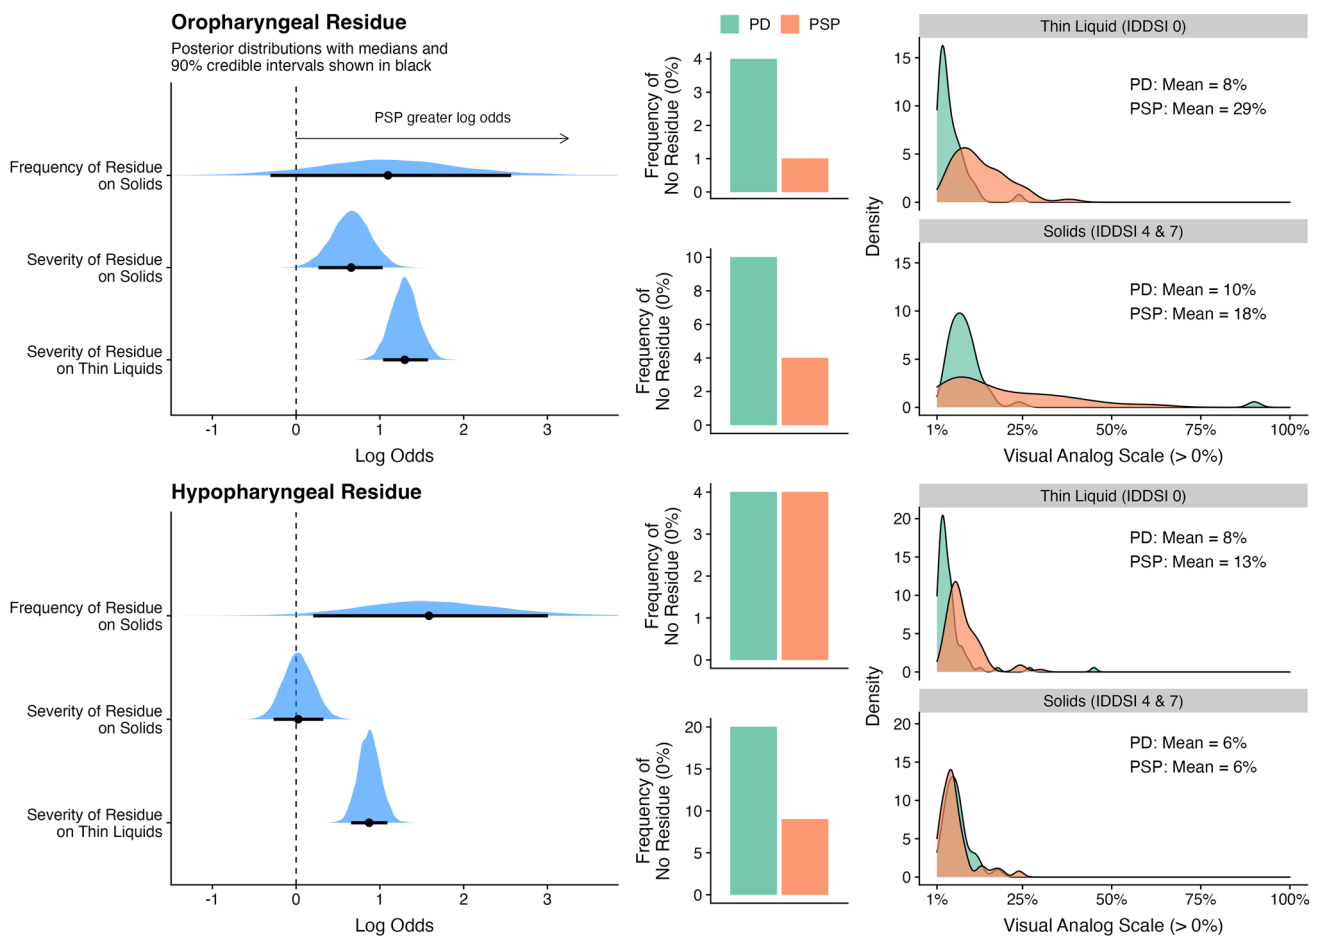 Oropharyngeal Residue
Posterior distributions with medians and
90% credible intervals shown in black
PSP greater log odds
Frequency of Residue
on Solids
Severity of Residue
on Solids
Severity of Residue
on Thin Liquids
-1 0 1 2 3
Log Odds
PD PSP
Frequency of
No Residue (0%)
4
3
2
1
0
Frequency of
No Residue (0%)
10
8
6
4
2
0
Density
Thin Liquid (IDDSI 0)
15
10
5
0
PD: Mean = 8%
PSP: Mean = 29%
Solids (IDDSI 4 & 7)
15
10
5
0
PD: Mean = 10%
PSP: Mean = 18%
1% 25% 50% 75% 100%
Visual Analog Scale (> 0%)
Hypopharyngeal Residue
Frequency of Residue
on Solids
Severity of Residue
on Solids
Severity of Residue
on Thin Liquids
-1 0 1 2 3
Log Odds
Frequency of
No Residue (0%)
4
3
2
1
0
Frequency of
No Residue (0%)
20
15
10
5
0
Density
Thin Liquid (IDDSI 0)
20
15
10
5
0
PD: Mean = 8%
PSP: Mean = 13%
Solids (IDDSI 4 & 7)
20
15
10
5
0
PD: Mean = 6%
PSP: Mean = 6%
1% 25% 50% 75% 100%
Visual Analog Scale (> 0%)